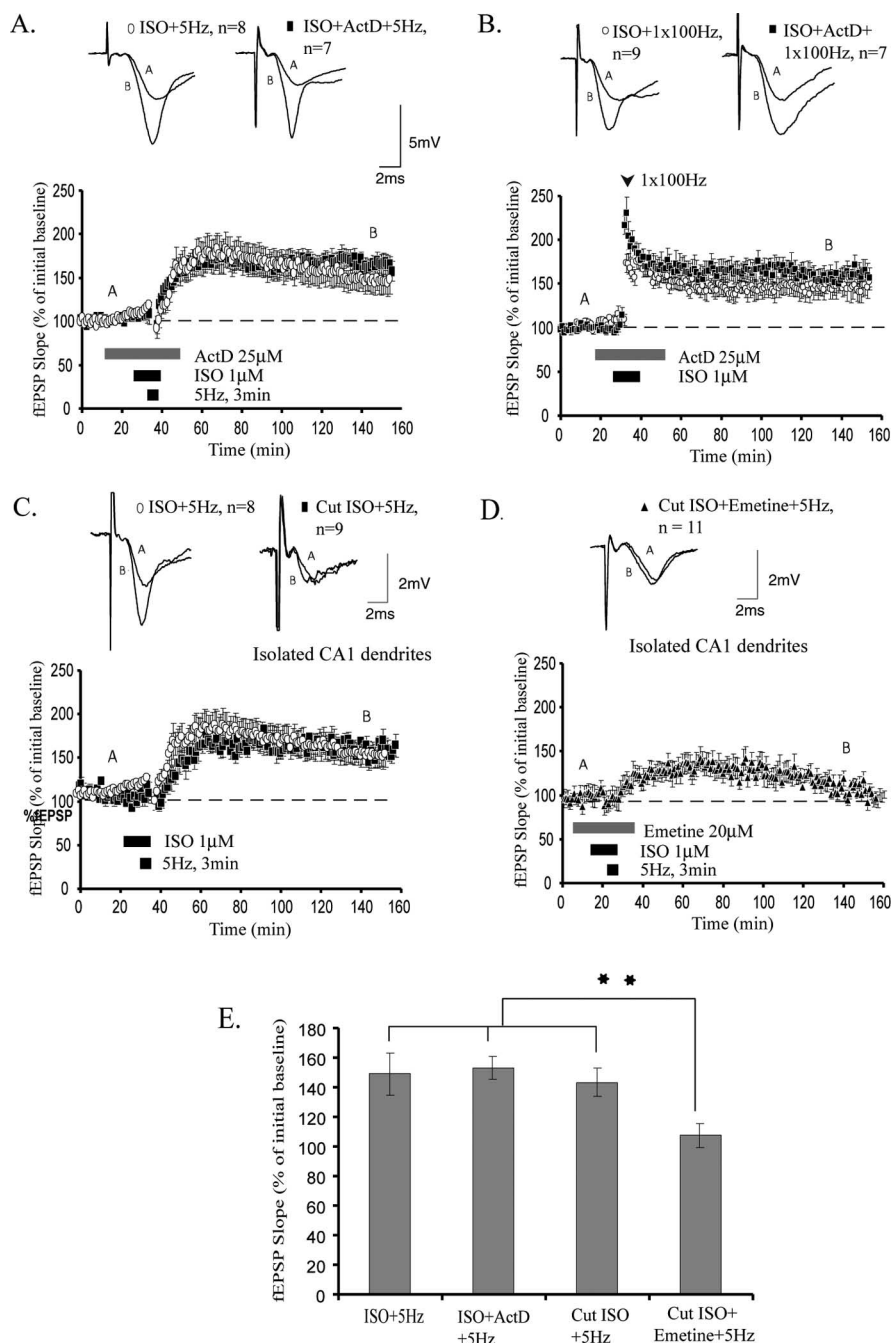 A.
ISO+5Hz, n=8
ISO+ActD+5Hz,
n=7
A
B
A
B
5mV
2ms
fEPSP Slope (% of initial baseline)
250
200
150
100
50
0
A
B
ActD 25µM
ISO 1µM
5Hz, 3min
0 20 40 60 80 100 120 140 160
Time (min)
B.
ISO+1x100Hz,
n=9
ISO+ActD+
1x100Hz, n=7
A
B
A
B
1x100Hz
fEPSP Slope (% of initial baseline)
250
200
150
100
50
0
A
B
ActD 25µM
ISO 1µM
0 20 40 60 80 100 120 140 160
Time (min)
C.
ISO+5Hz, n=8
Cut ISO+5Hz,
n=9
A
B
A
B
2mV
2ms
Isolated CA1 dendrites
fEPSP Slope (% of initial baseline)
%fEPSP
250
200
150
100
50
0
A
B
ISO 1µM
5Hz, 3min
0 20 40 60 80 100 120 140 160
Time (min)
D.
Cut ISO+Emetine+5Hz,
n = 11
A
B
2mV
2ms
Isolated CA1 dendrites
fEPSP Slope (% of initial baseline)
250
200
150
100
50
0
A
B
Emetine 20µM
ISO 1µM
5Hz, 3min
0 20 40 60 80 100 120 140 160
Time (min)
E.
* *
fEPSP Slope (% of initial baseline)
180
160
140
120
100
80
60
40
20
0
ISO+5Hz
ISO+ActD
+5Hz
Cut ISO
+5Hz
Cut ISO+
Emetine+5Hz